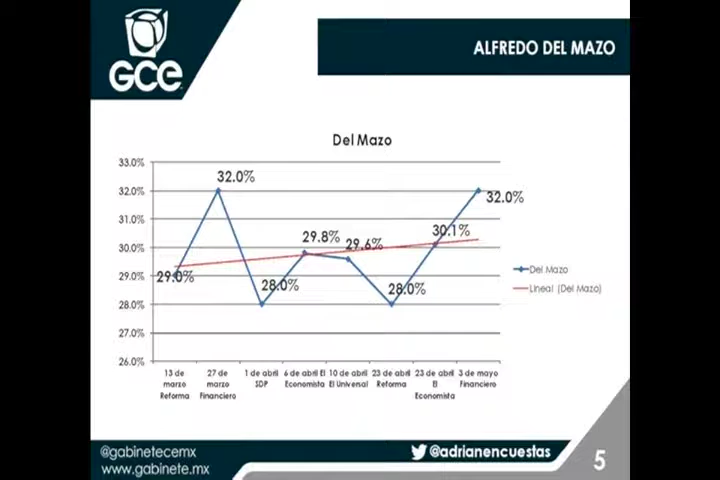 GCE
ALFREDO DEL MAZO
Del Mazo
33.0%
32.0%
31.0%
30.0%
29.0%
28.0%
27.0%
26.0%
29.0%
32.0%
28.0%
29.8%
29.6%
28.0%
30.1%
32.0%
13 de marzo Reforma
27 de marzo Financiero
1 de abril SDP
6 de abril El Economista
10 de abril El Universal
23 de abril Reforma
23 de abril El Economista
3 de mayo Financiero
Del Mazo
Lineal (Del Mazo)
@gabinetecemx
www.gabinete.mx
@adrianencuestas
5